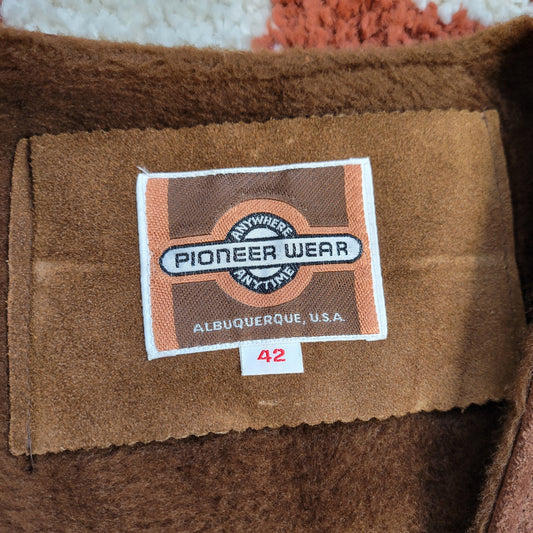 ANYWHERE
PIONEER WEAR
ANYTIME
ALBUQUERQUE, U.S.A.
42